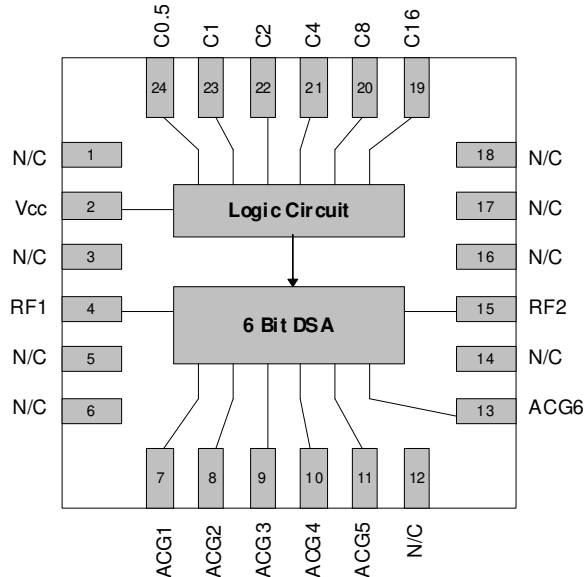 C0.5 C1 C2 C4 C8 C16
24 23 22 21 20 19
N/C 1 18 N/C
Vcc 2 Logic Circuit 17 N/C
N/C 3 16 N/C
RF1 4 6 Bit DSA 15 RF2
N/C 5 14 N/C
N/C 6 13 ACG6
7 8 9 10 11 12
ACG1 ACG2 ACG3 ACG4 ACG5 N/C